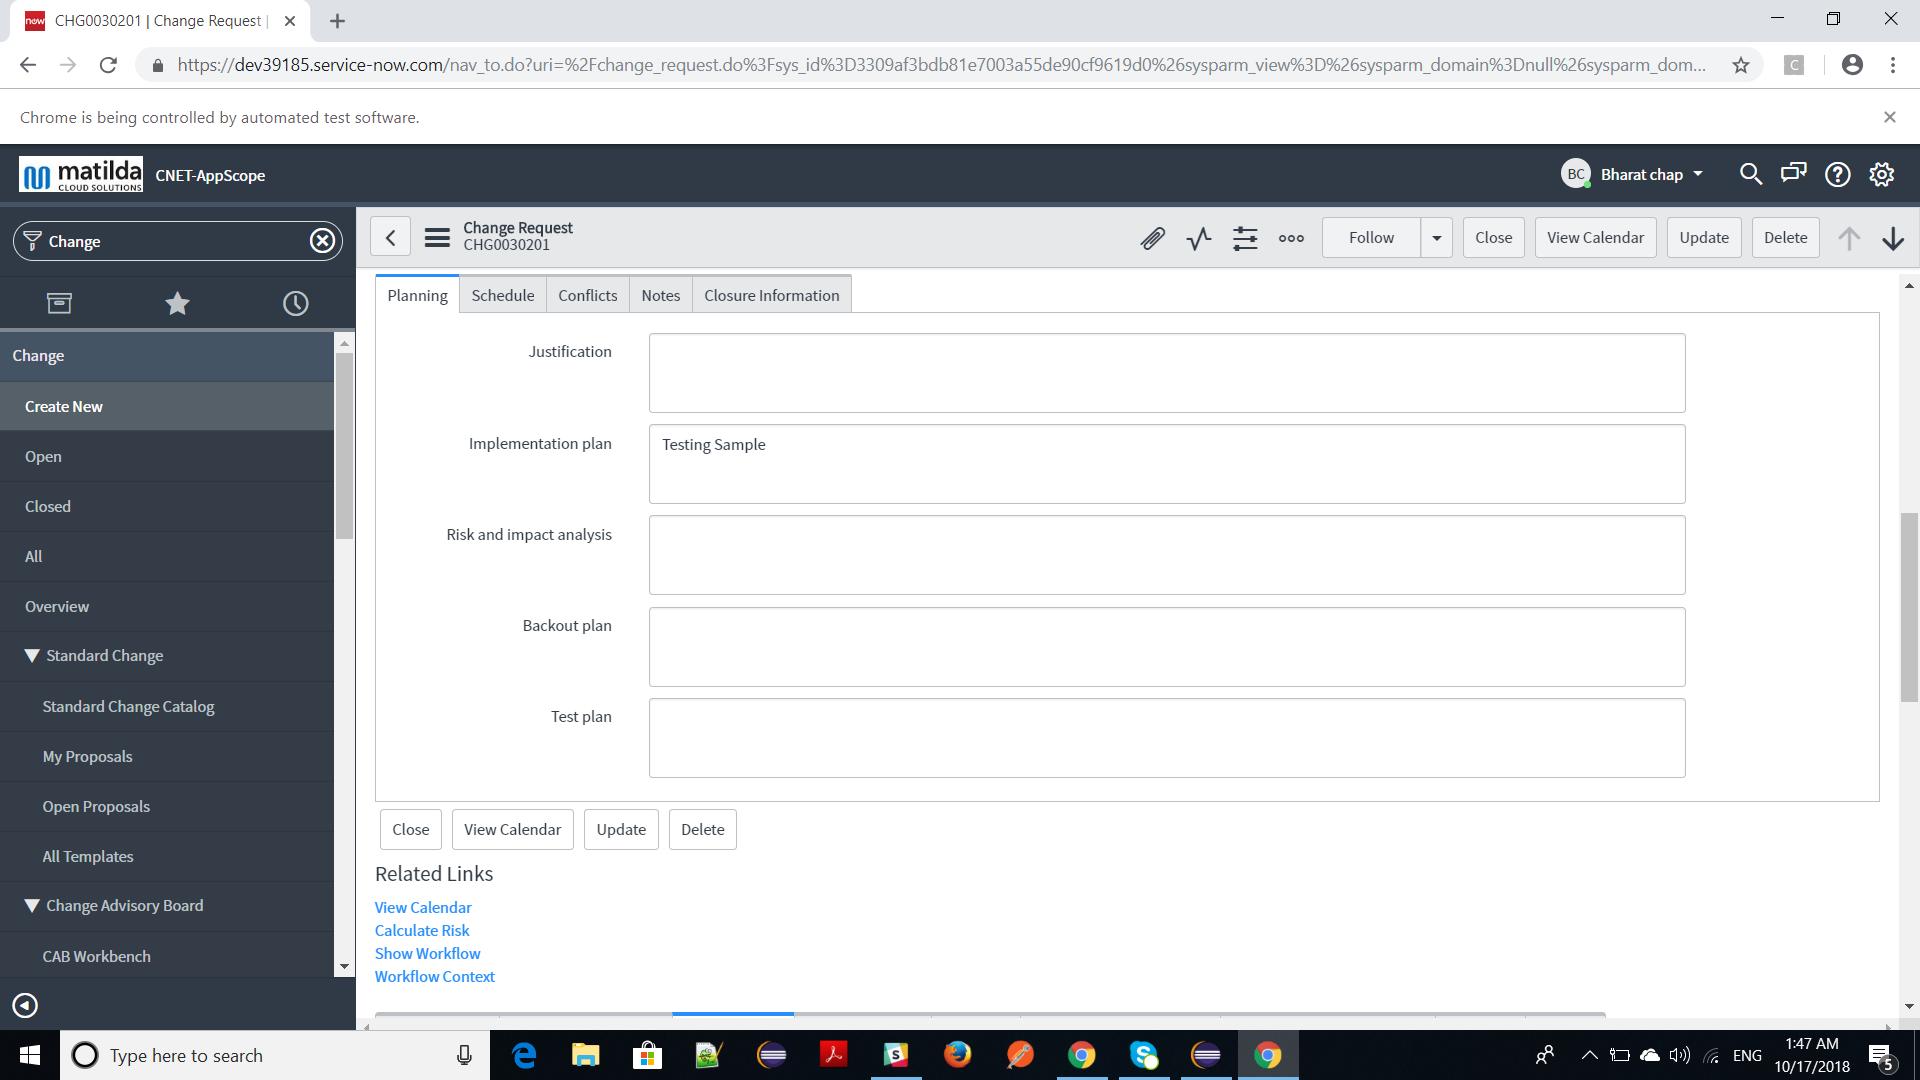 now CHG0030201 | Change Request |
https://dev39185.service-now.com/nav_to.do?uri=%2Fchange_request.do%3Fsys_id%3D3309af3bdb81e7003a55de90cf9619d0%26sysparm_view%3D%26sysparm_domain%3Dnull%26sysparm_dom...
C
Chrome is being controlled by automated test software.
matilda
CLOUD SOLUTIONS
CNET-AppScope
BC Bharat chap
Change
Change Request
CHG0030201
Follow Close View Calendar Update Delete
Planning Schedule Conflicts Notes Closure Information
Change
Create New
Open
Closed
All
Overview
Standard Change
Standard Change Catalog
My Proposals
Open Proposals
All Templates
Change Advisory Board
CAB Workbench
Justification
Implementation plan Testing Sample
Risk and impact analysis
Backout plan
Test plan
Close View Calendar Update Delete
Related Links
View Calendar
Calculate Risk
Show Workflow
Workflow Context
Type here to search
ENG
1:47 AM
10/17/2018
5